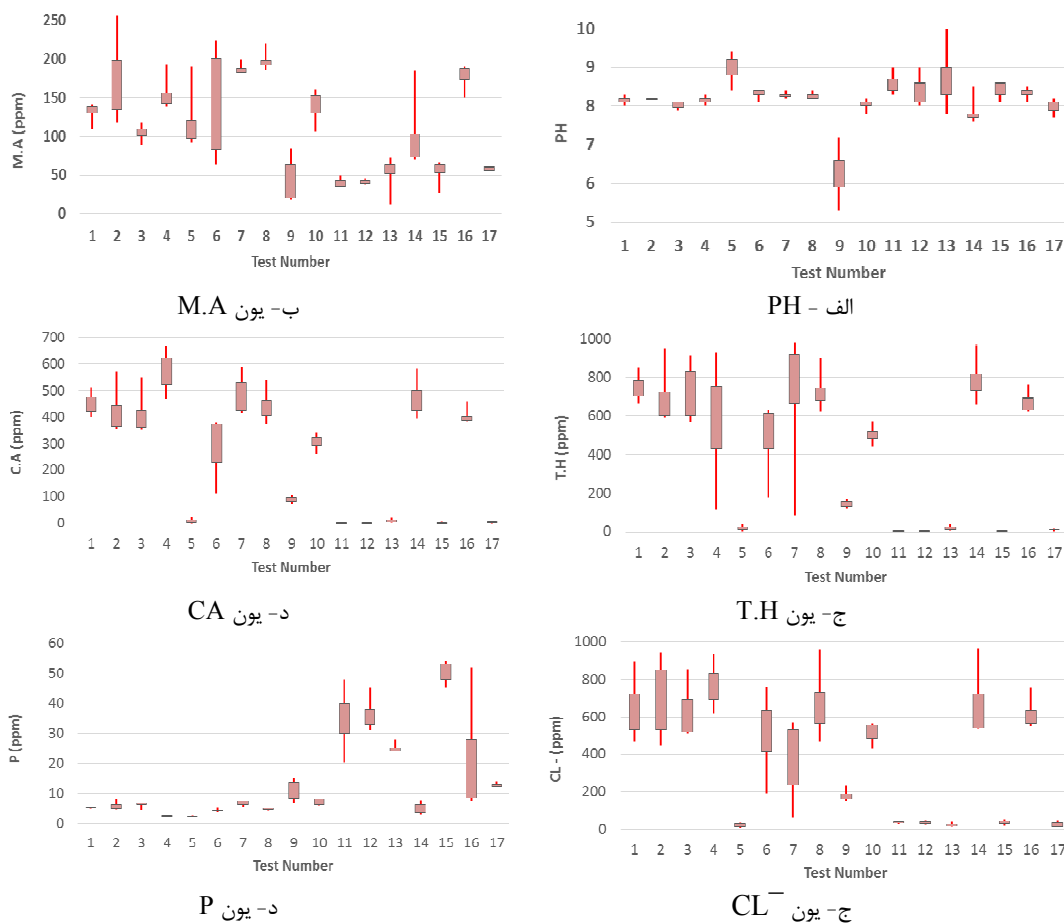 M.A (ppm)
250
200
150
100
50
0
1 2 3 4 5 6 7 8 9 10 11 12 13 14 15 16 17
Test Number
ب- یون M.A
PH
10
9
8
7
6
5
1 2 3 4 5 6 7 8 9 10 11 12 13 14 15 16 17
Test Number
الف - PH
C.A (ppm)
700
600
500
400
300
200
100
0
1 2 3 4 5 6 7 8 9 10 11 12 13 14 15 16 17
Test Number
د- یون CA
T.H (ppm)
1000
800
600
400
200
0
1 2 3 4 5 6 7 8 9 10 11 12 13 14 15 16 17
Test Number
ج- یون T.H
P (ppm)
60
50
40
30
20
10
0
1 2 3 4 5 6 7 8 9 10 11 12 13 14 15 16 17
Test Number
د- یون P
CL - (ppm)
1000
800
600
400
200
0
1 2 3 4 5 6 7 8 9 10 11 12 13 14 15 16 17
Test Number
ج- یون CL¯